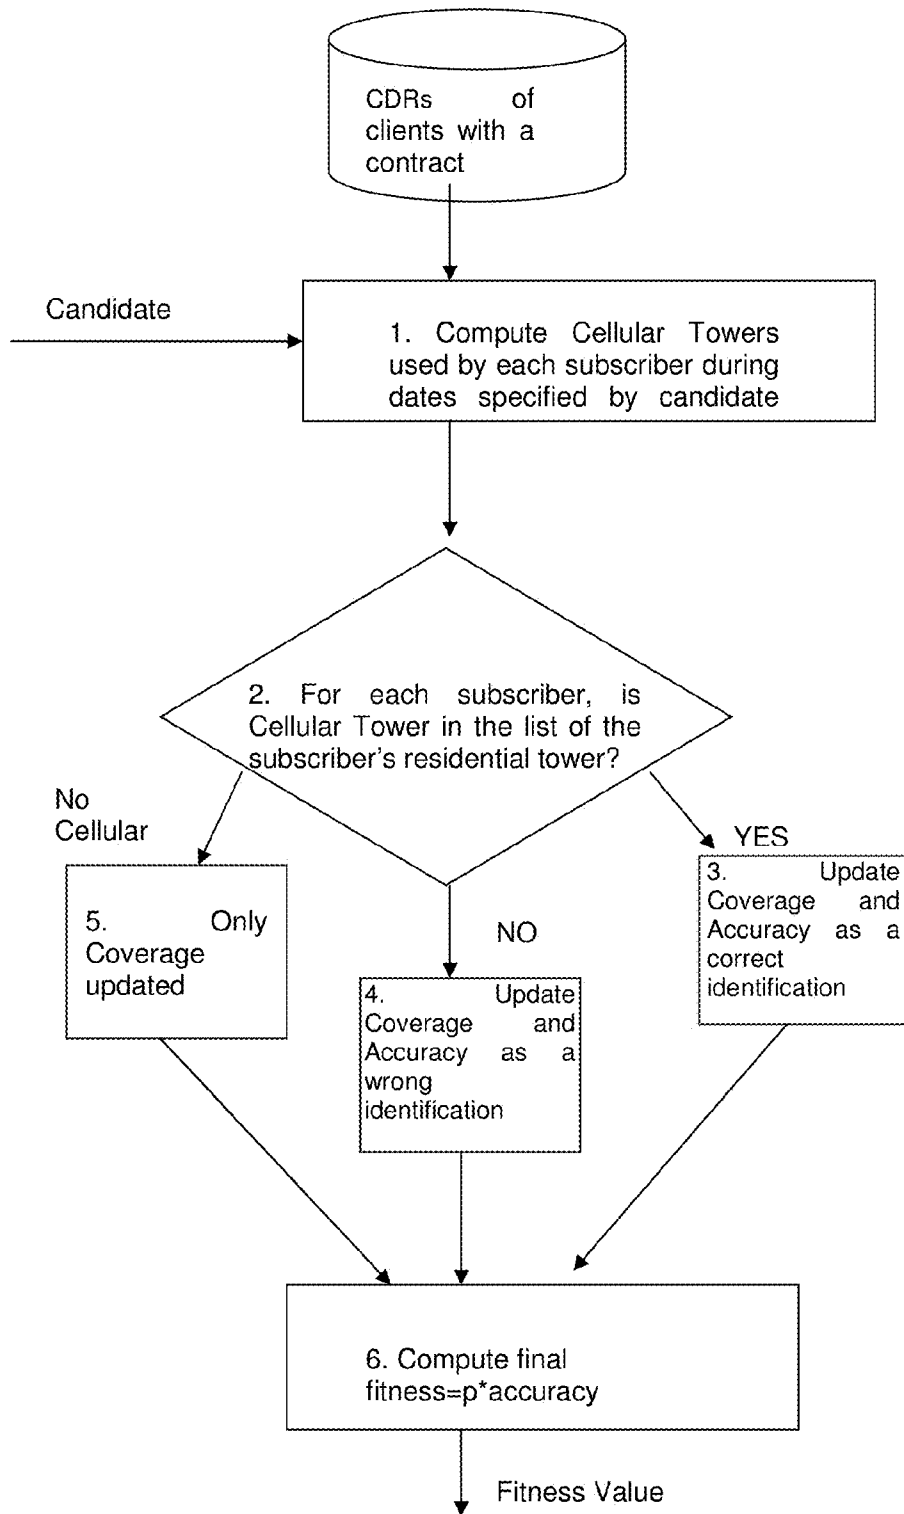 CDRs of
clients with a
contract
Candidate
1. Compute Cellular Towers
used by each subscriber during
dates specified by candidate
2. For each subscriber, is
Cellular Tower in the list of the
subscriber's residential tower?
No
Cellular
YES
3. Update
Coverage and
Accuracy as a
correct
identification
5. Only
Coverage
updated
NO
4. Update
Coverage and
Accuracy as a
wrong
identification
6. Compute final
fitness=p*accuracy
Fitness Value